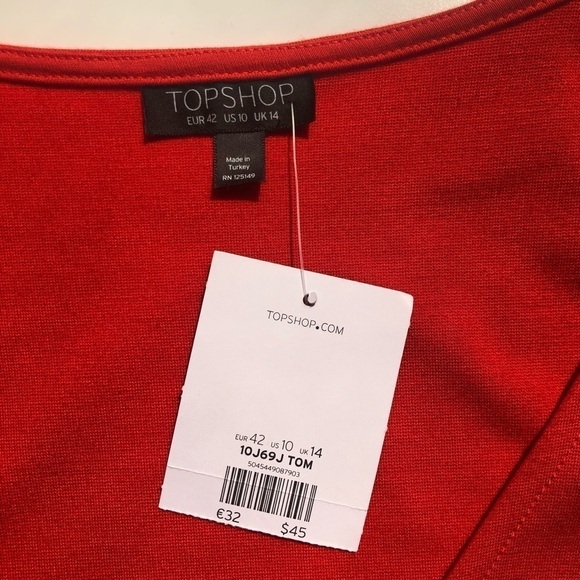 TOPSHOP
EUR 42 US 10 UK 14
Made in
Turkey
RN 125149
TOPSHOP.COM
EUR 42 US 10 UK 14
10J69J TOM
5045449087903
€32 $45